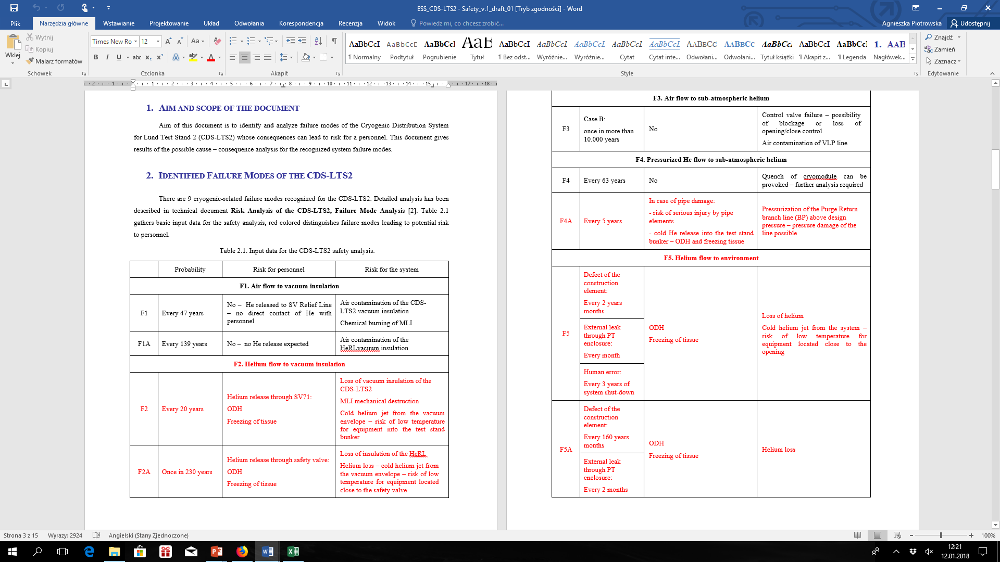 ESS_CDS-LTS2 - Safety_v.1_draft_01 [Tryb zgodności] - Word
Plik
Narzędzia główne
Wstawianie
Projektowanie
Układ
Odwołania
Korespondencja
Recenzja
Widok
Powiedz mi, co chcesz zrobić...
Agnieszka Piotrowska
Udostępnij
Wklej
Wytnij
Kopiuj
Malarz formatów
Schowek
Times New Ro
12
Czcionka
Akapit
AaBbCcI
AaBbCcD
AaBbCcI
AaB
AaBbCcI
AaBbCcL
AaBbCcL
AaBbCcL
AaBbCcL
AaBbCC
AaBbCc
AaBbCcI
AaBbCcI
AaBbCcI
1. AAB
¶ Normalny
Podtytuł
Pogrubienie
Tytuł
¶ Bez odst...
Wyróżnie...
Wyróżnie...
Cytat
Cytat inte...
Odwołani...
Odwołani...
Tytuł książki
¶ Akapit z...
¶ Legenda
Nagłówek...
Style
Znajdź
Zamień
Zaznacz
Edytowanie
1. AIM AND SCOPE OF THE DOCUMENT
Aim of this document is to identify and analyze failure modes of the Cryogenic Distribution System
for Lund Test Stand 2 (CDS-LTS2) whose consequences can lead to risk for a personnel. This document gives
results of the possible cause – consequence analysis for the recognized system failure modes.
2. IDENTIFIED FAILURE MODES OF THE CDS-LTS2
There are 9 cryogenic-related failure modes recognized for the CDS-LTS2. Detailed analysis has been
described in technical document Risk Analysis of the CDS-LTS2, Failure Mode Analysis [2]. Table 2.1
gathers basic input data for the safety analysis, red colored distinguishes failure modes leading to potential risk
to personnel.
Table 2.1. Input data for the CDS-LTS2 safety analysis.
Probability
Risk for personnel
Risk for the system
F1. Air flow to vacuum insulation
F1
Every 47 years
No – He released to SV Relief Line
– no direct contact of He with
personnel
Air contamination of the CDS-
LTS2 vacuum insulation
Chemical burning of MLI
F1A
Every 139 years
No – no He release expected
Air contamination of the
HeRLvacuum insulation
F2. Helium flow to vacuum insulation
F2
Every 20 years
Helium release through SV71:
ODH
Freezing of tissue
Loss of vacuum insulation of the
CDS-LTS2
MLI mechanical destruction
Cold helium jet from the vacuum
envelope – risk of low temperature
for equipment into the test stand
bunker
F2A
Once in 230 years
Helium release through safety valve:
ODH
Freezing of tissue
Loss of insulation of the HeRL
Helium loss – cold helium jet from
the vacuum envelope – risk of low
temperature for equipment located
close to the safety valve
F3. Air flow to sub-atmospheric helium
F3
Case B:
once in more than
10.000 years
No
Control valve failure – possibility
of blockage or loss of
opening/close control
Air contamination of VLP line
F4. Pressurized He flow to sub-atmospheric helium
F4
Every 63 years
No
Quench of cryomodule can be
provoked – further analysis required
F4A
Every 5 years
In case of pipe damage:
- risk of serious injury by pipe
elements
- cold He release into the test stand
bunker – ODH and freezing tissue
Pressurization of the Purge Return
branch line (BP) above design
pressure – pressure damage of the
line possible
F5. Helium flow to environment
F5
Defect of the
construction
element:
Every 2 years
months
External leak
through PT
enclosure:
Every month
Human error:
Every 3 years of
system shut-down
ODH
Freezing of tissue
Loss of helium
Cold helium jet from the system –
risk of low temperature for
equipment located close to the
opening
F5A
Defect of the
construction
element:
Every 160 years
months
External leak
through PT
enclosure:
Every 2 months
ODH
Freezing of tissue
Helium loss
Strona 3 z 15
Wyrazy: 2924
Angielski (Stany Zjednoczone)
100%
12:21
12.01.2018